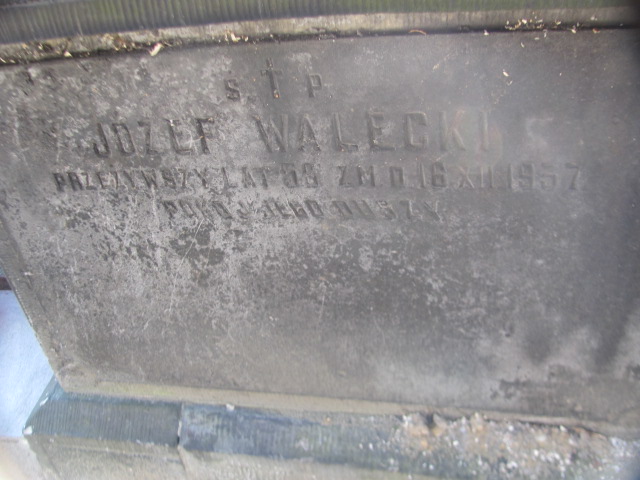 S. † P.
JÓZEF WALECKI
PRZEŻYWSZY LAT ZM. D. 16 XII. 1957
POKÓJ JEGO DUSZY